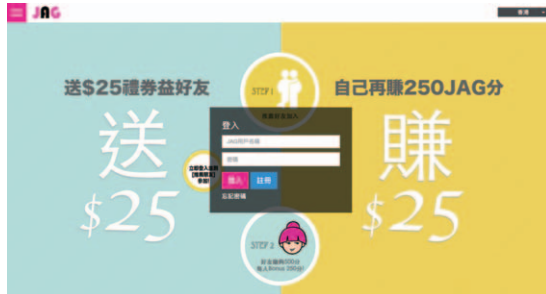 JAG
送$25禮券益好友
自己再賺250JAG分
STEP 1
登入
JAG用戶名稱
密碼
登入
註冊
忘記密碼
送
$25
賺
$25
STEP 2